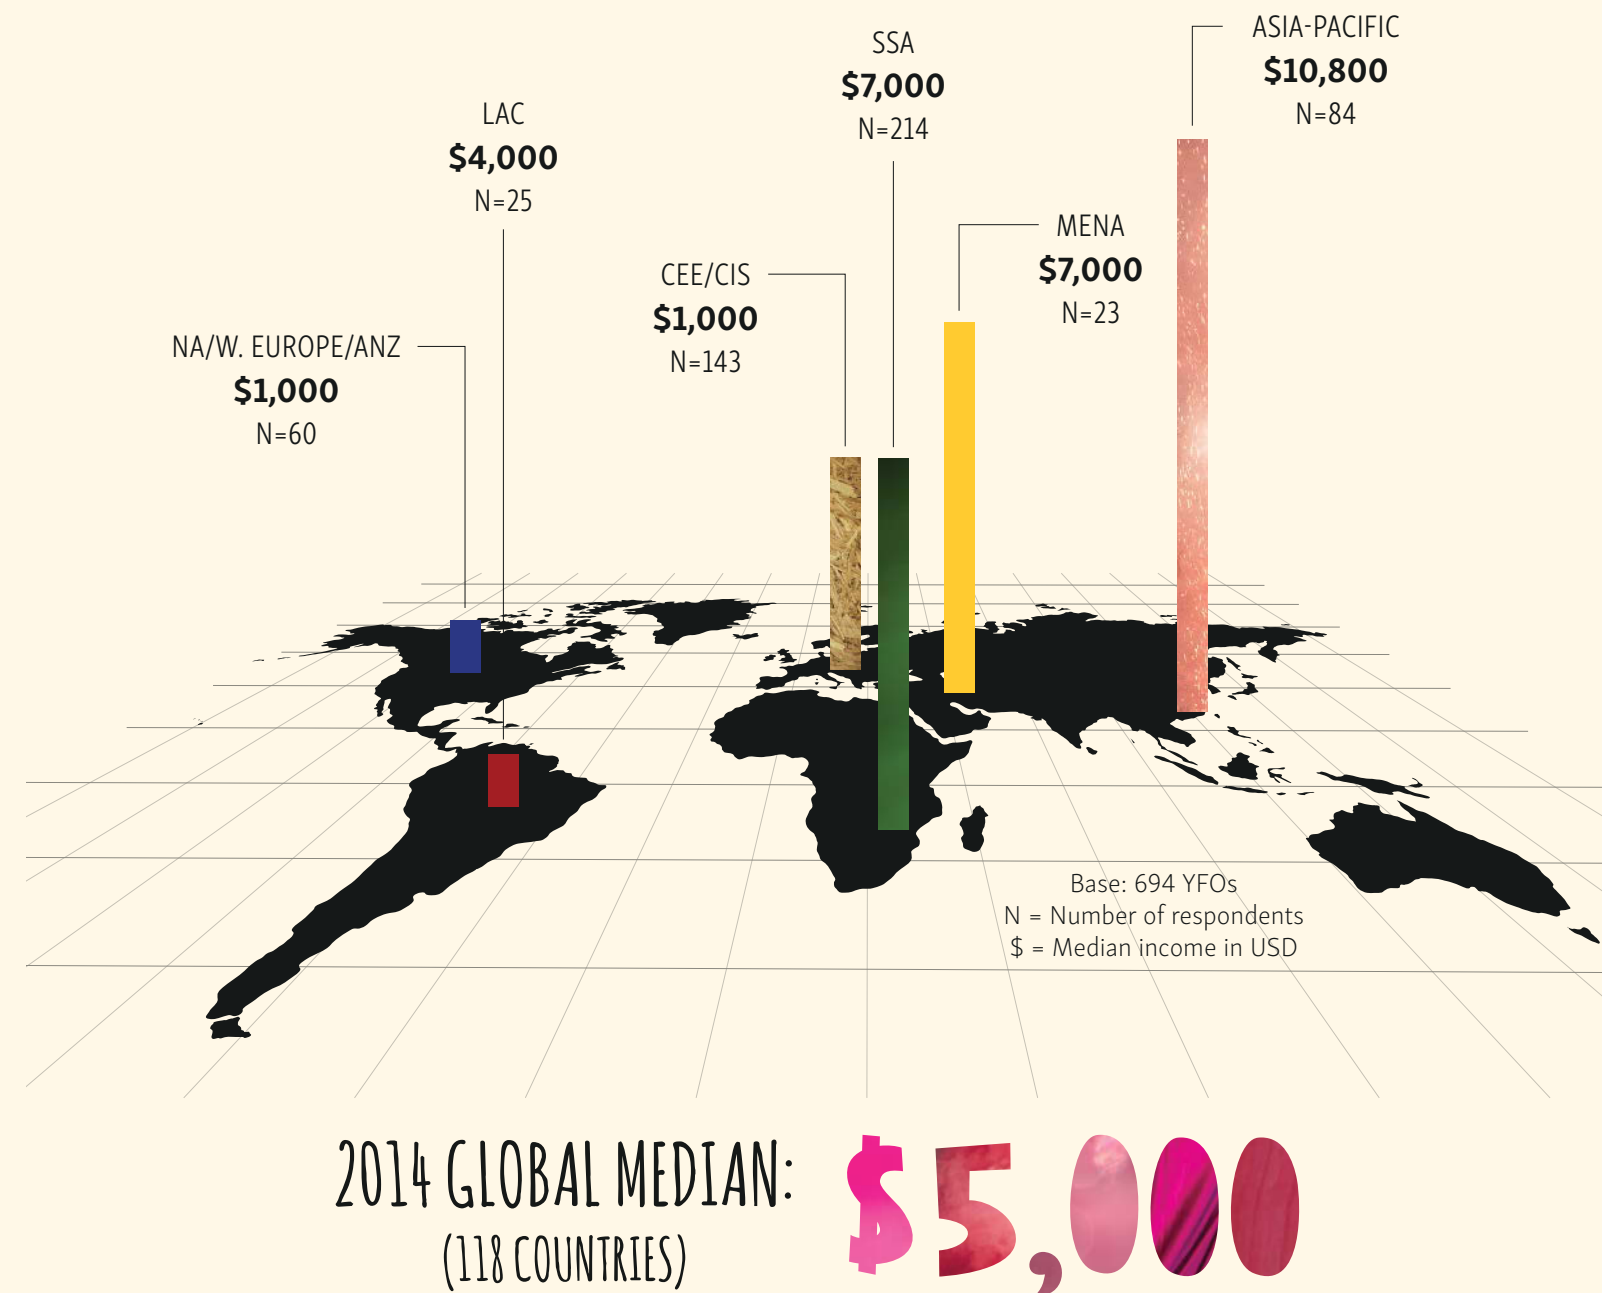 ASIA-PACIFIC
$10,800
N=84
SSA
$7,000
N=214
LAC
$4,000
N=25
MENA
$7,000
N=23
CEE/CIS
$1,000
N=143
NA/W. EUROPE/ANZ
$1,000
N=60
Base: 694 YFOs
N = Number of respondents
$ = Median income in USD
2014 GLOBAL MEDIAN: $5,000
(118 COUNTRIES)